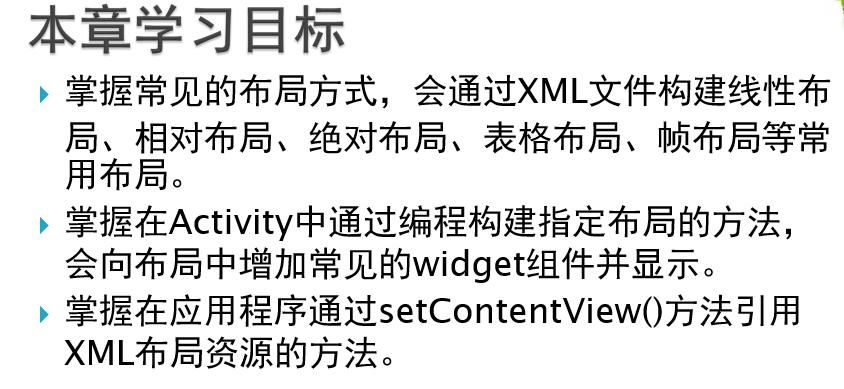 本章学习目标
掌握常见的布局方式，会通过XML文件构建线性布
局、相对布局、绝对布局、表格布局、帧布局等常
用布局。
掌握在Activity中通过编程构建指定布局的方法，
会向布局中增加常见的widget组件并显示。
掌握在应用程序通过setContentView()方法引用
XML布局资源的方法。